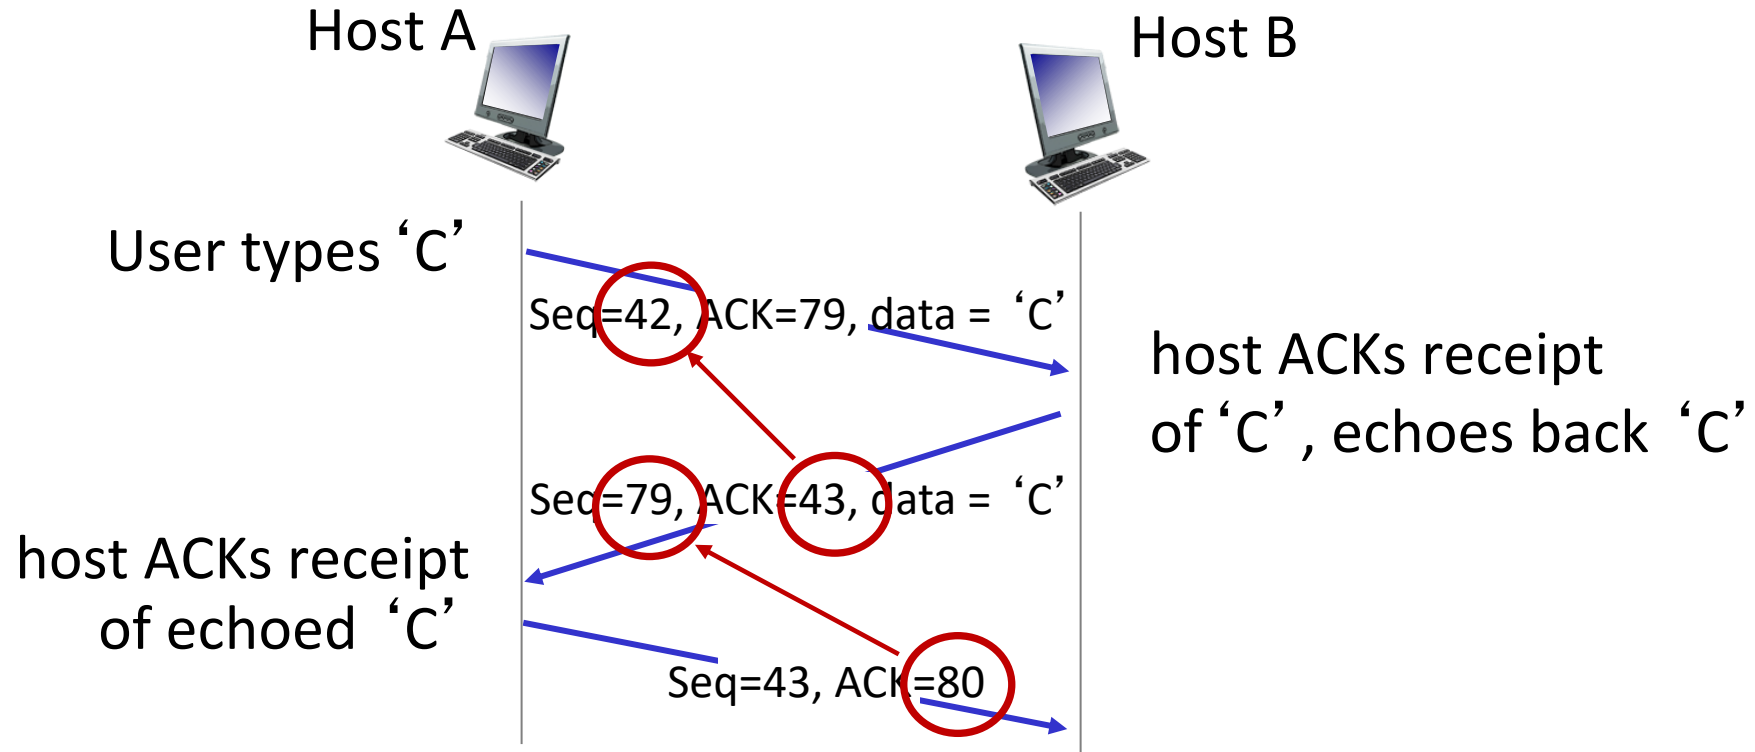 Host A
Host B
User types ‘C’
Seq=42, ACK=79, data = ‘C’
host ACKs receipt
of ‘C’, echoes back ‘C’
Seq=79, ACK=43, data = ‘C’
host ACKs receipt
of echoed ‘C’
Seq=43, ACK=80